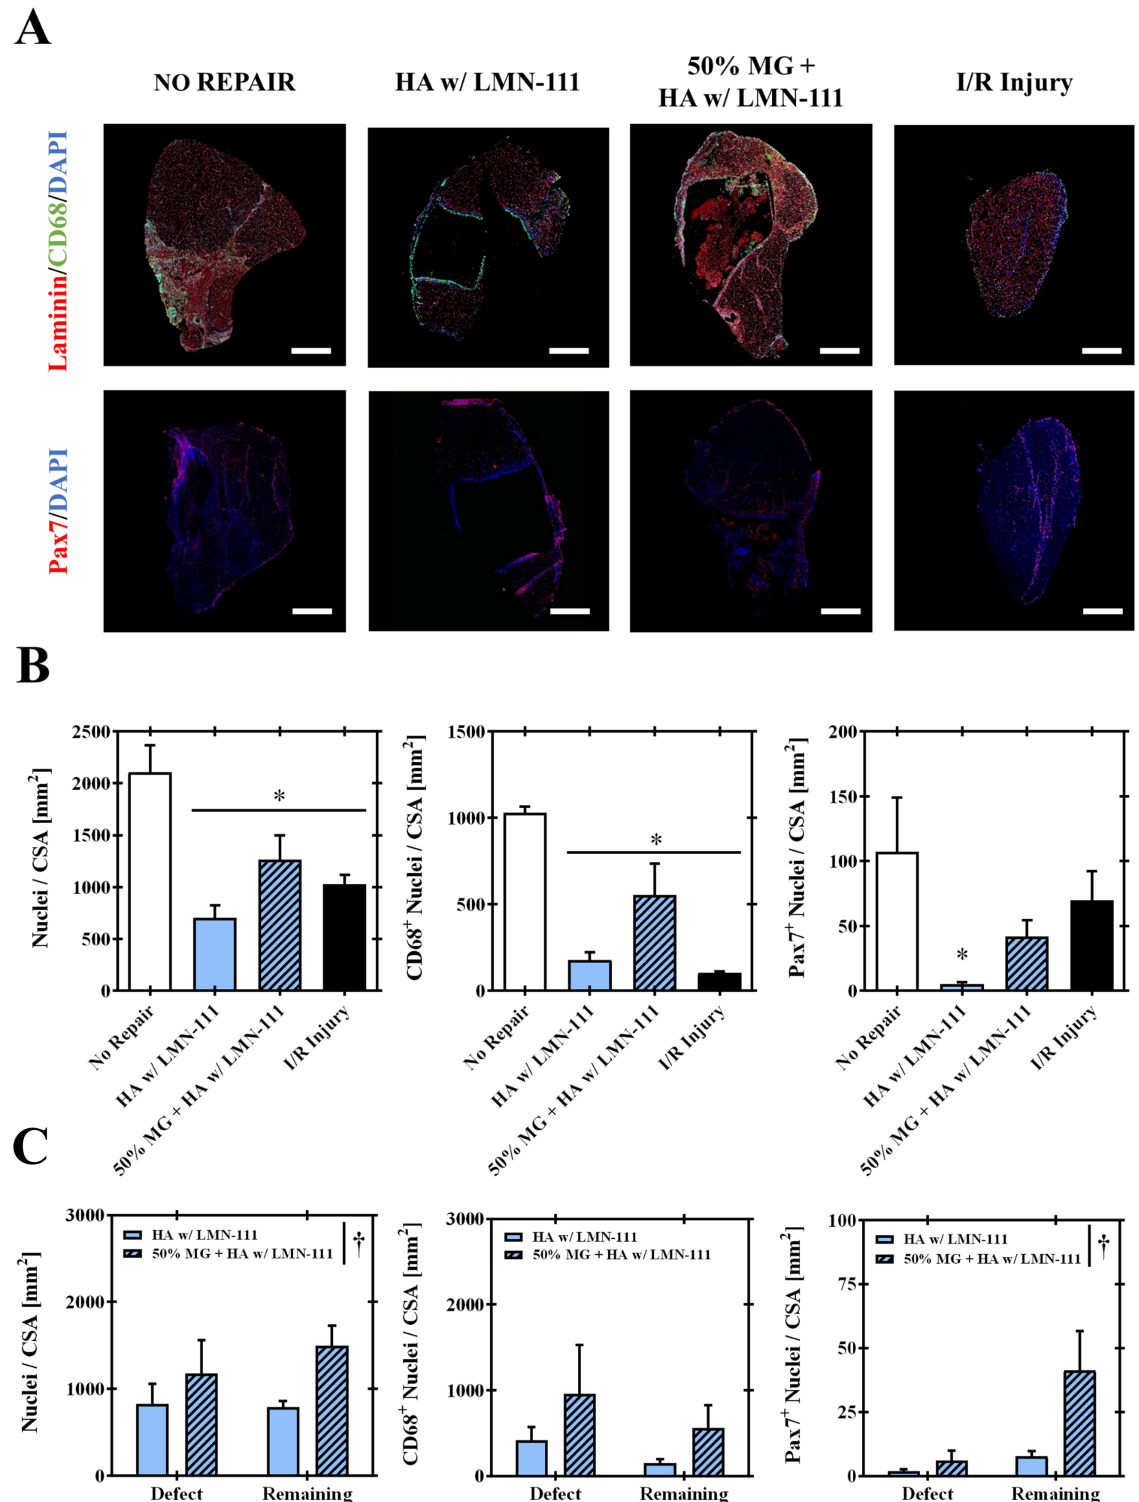 A
NO REPAIR
HA w/ LMN-111
50% MG +
HA w/ LMN-111
I/R Injury
Laminin/CD68/DAPI
Pax7/DAPI
B
Nuclei / CSA [mm²]
2500
2000
1500
1000
500
0
*
No Repair
HA w/ LMN-111
50% MG + HA w/ LMN-111
I/R Injury
CD68⁺ Nuclei / CSA [mm²]
1500
1000
500
0
*
No Repair
HA w/ LMN-111
50% MG + HA w/ LMN-111
I/R Injury
Pax7⁺ Nuclei / CSA [mm²]
200
150
100
50
0
*
No Repair
HA w/ LMN-111
50% MG + HA w/ LMN-111
I/R Injury
C
Nuclei / CSA [mm²]
3000
2000
1000
0
HA w/ LMN-111
50% MG + HA w/ LMN-111
†
Defect
Remaining
CD68⁺ Nuclei / CSA [mm²]
3000
2000
1000
0
HA w/ LMN-111
50% MG + HA w/ LMN-111
Defect
Remaining
Pax7⁺ Nuclei / CSA [mm²]
100
75
50
25
0
HA w/ LMN-111
50% MG + HA w/ LMN-111
†
Defect
Remaining